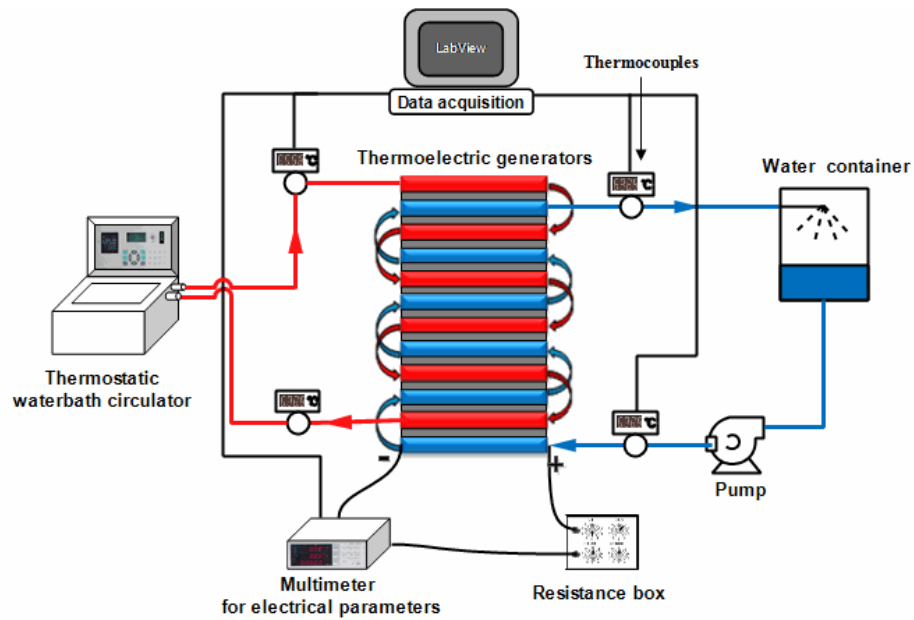 LabView
Data acquisition
Thermocouples
°C
°C
Thermoelectric generators
Water container
Thermostatic
waterbath circulator
°C
°C
-
+
Pump
Multimeter
for electrical parameters
Resistance box